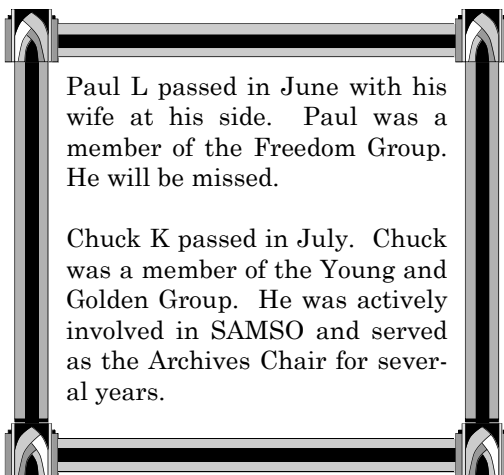 Paul L passed in June with his
wife at his side. Paul was a
member of the Freedom Group.
He will be missed.
Chuck K passed in July. Chuck
was a member of the Young and
Golden Group. He was actively
involved in SAMSO and served
as the Archives Chair for sever-
al years.